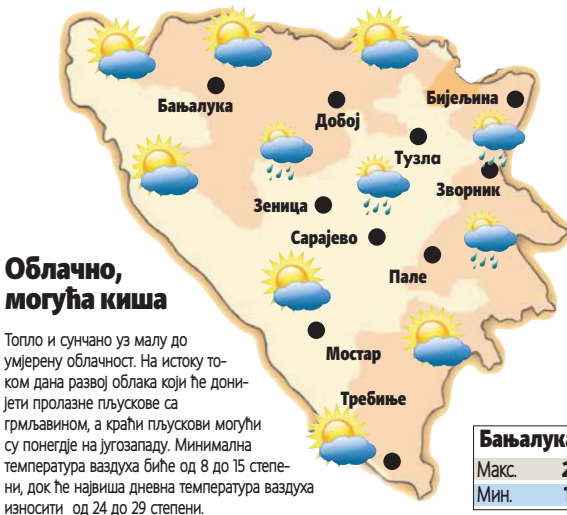 Бањалука
Добој
Бијељина
Тузла
Зворник
Зеница
Сарајево
Пале
Мостар
Требиње
Облачно,
могућа киша
Топло и сунчано уз малу до
умјерену облачност. На истоку то-
ком дана развој облака који ће дони-
јети пролазне пљускове са
грмљавином, а краћи пљускови могући
су понегдје на југозападу. Минимална
температура ваздуха биће од 8 до 15 степе-
ни, док ће највиша дневна температура ваздуха
износити од 24 до 29 степени.
Бањалука
Макс. 2
Мин. 1